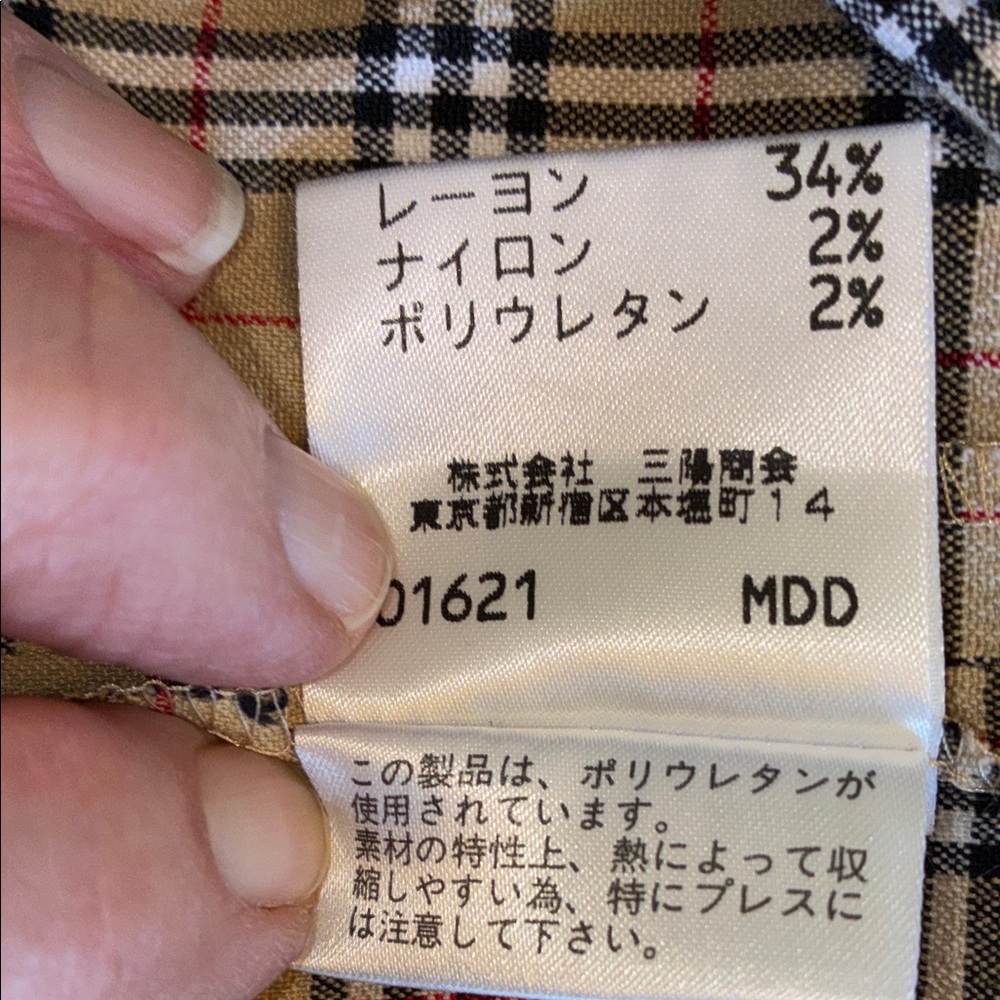 レーヨン 34%
ナイロン 2%
ポリウレタン 2%
株式会社 三陽商会
東京都新宿区本塩町14
01621 MDD
この製品は、ポリウレタンが
使用されています。
素材の特性上、熱によって収
縮しやすい為、特にプレスに
は注意して下さい。